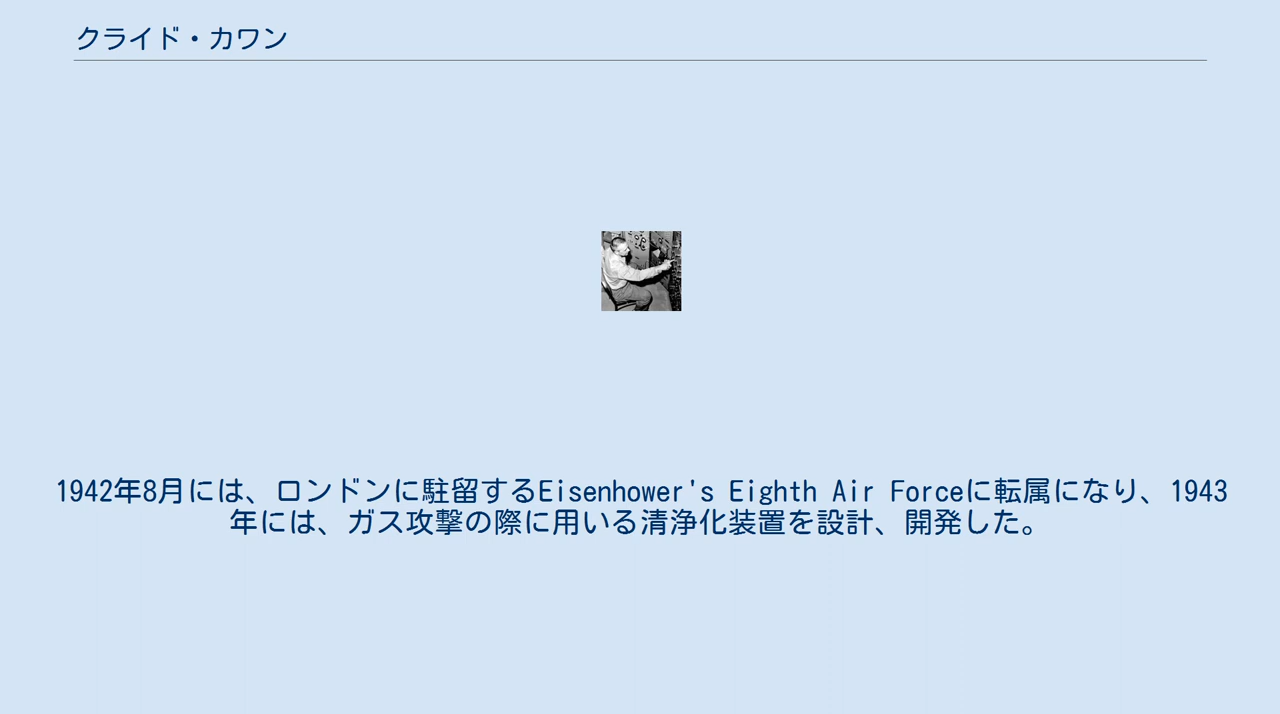 クライド・カワン
1942年8月には、ロンドンに駐留するEisenhower's Eighth Air Forceに転属になり、1943
年には、ガス攻撃の際に用いる清浄化装置を設計、開発した。